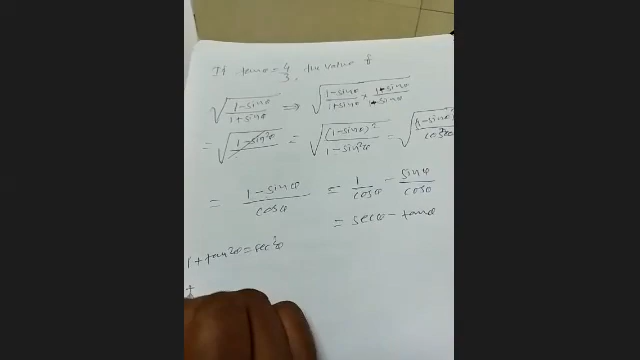 If tanθ = 4/3, the value of
√((1-sinθ)/(1+sinθ)) ⇒ √((1-sinθ)/(1+sinθ) × (1-sinθ)/(1-sinθ))
= √(1-sin²θ) = √((1-sinθ)²/(1-sin²θ)) = √((1-sinθ)²/cos²θ)
= (1-sinθ)/cosθ = 1/cosθ - sinθ/cosθ
= secθ - tanθ
1 + tan²θ = sec²θ